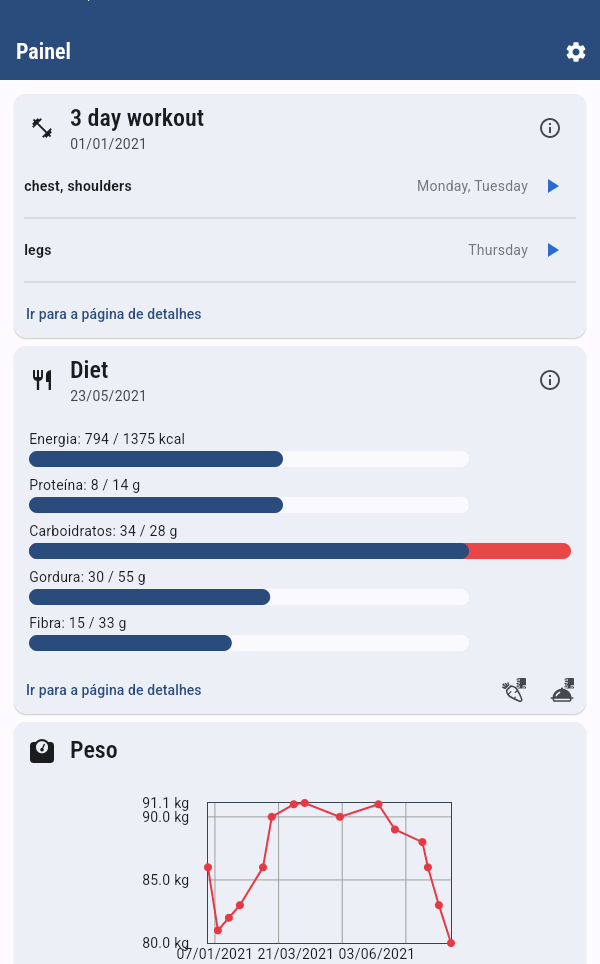 Painel
3 day workout
01/01/2021
chest, shoulders Monday, Tuesday
legs Thursday
Ir para a página de detalhes
Diet
23/05/2021
Energia: 794 / 1375 kcal
Proteína: 8 / 14 g
Carboidratos: 34 / 28 g
Gordura: 30 / 55 g
Fibra: 15 / 33 g
Ir para a página de detalhes
Peso
91.1 kg
90.0 kg
85.0 kg
80.0 kg
07/01/2021 21/03/2021 03/06/2021